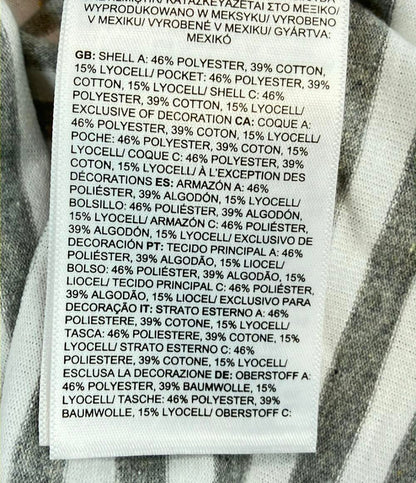 ΚΑΤΑΣΚΕΥΑΖΕΤΑΙ ΣΤΟ ΜΕΞΙΚΟ/
WYPRODUKOWANO W MEKSYKU/ VYROBENO
V MEXIKU/ VYROBENÉ V MEXIKU/ GYÁRTVA:
MEXIKÓ
GB: SHELL A: 46% POLYESTER, 39% COTTON,
15% LYOCELL/ POCKET: 46% POLYESTER, 39%
COTTON, 15% LYOCELL/ SHELL C: 46%
POLYESTER, 39% COTTON, 15% LYOCELL/
EXCLUSIVE OF DECORATION CA: COQUE A:
46% POLYESTER, 39% COTON, 15% LYOCELL/
POCHE: 46% POLYESTER, 39% COTON, 15%
LYOCELL/ COQUE C: 46% POLYESTER, 39%
COTON, 15% LYOCELL/ À L'EXCEPTION DES
DÉCORATIONS ES: ARMAZÓN A: 46%
POLIÉSTER, 39% ALGODÓN, 15% LYOCELL/
BOLSILLO: 46% POLIÉSTER, 39% ALGODÓN,
15% LYOCELL/ ARMAZÓN C: 46% POLIÉSTER,
39% ALGODÓN, 15% LYOCELL/ EXCLUSIVO DE
DECORACIÓN PT: TECIDO PRINCIPAL A: 46%
POLIÉSTER, 39% ALGODÃO, 15% LIOCEL/
BOLSO: 46% POLIÉSTER, 39% ALGODÃO, 15%
LIOCEL/ TECIDO PRINCIPAL C: 46% POLIÉSTER,
39% ALGODÃO, 15% LIOCEL/ EXCLUSIVO PARA
DECORAÇÃO IT: STRATO ESTERNO A: 46%
POLIESTERE, 39% COTONE, 15% LYOCELL/
TASCA: 46% POLIESTERE, 39% COTONE, 15%
LYOCELL/ STRATO ESTERNO C: 46%
POLIESTERE, 39% COTONE, 15% LYOCELL/
ESCLUSA LA DECORAZIONE DE: OBERSTOFF A:
46% POLYESTER, 39% BAUMWOLLE, 15%
LYOCELL/ TASCHE: 46% POLYESTER, 39%
BAUMWOLLE, 15% LYOCELL/ OBERSTOFF C: